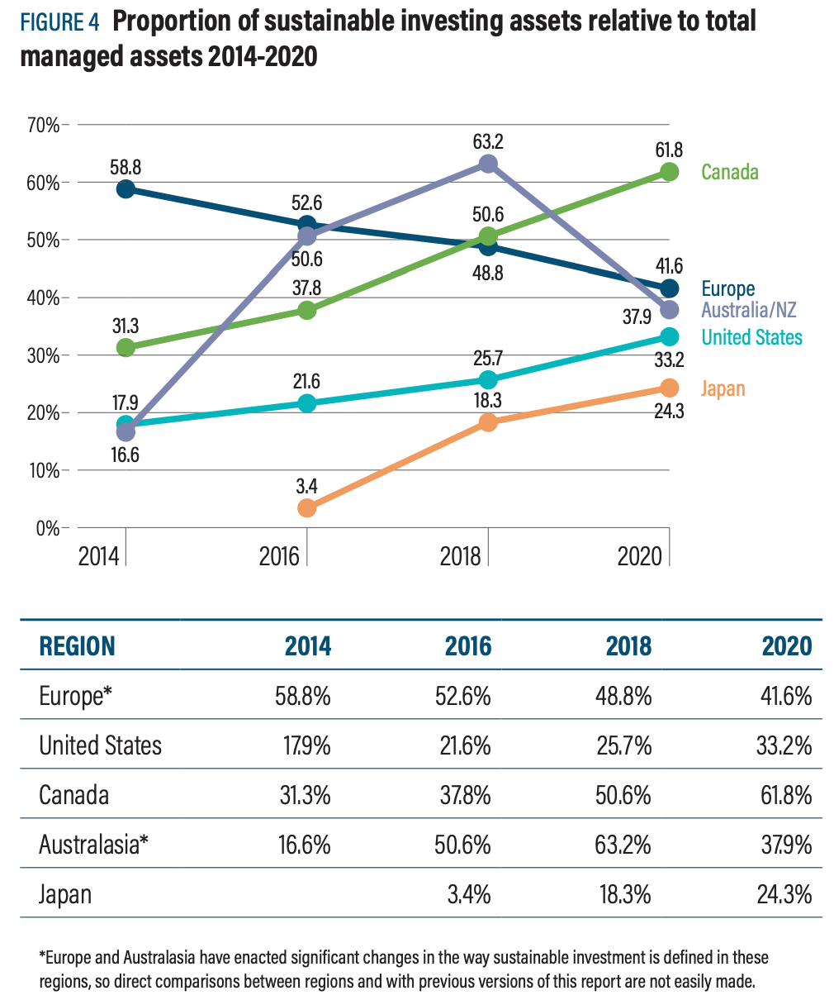 FIGURE 4 Proportion of sustainable investing assets relative to total
managed assets 2014-2020
70%
60%
50%
40%
30%
20%
10%
0%
58.8
31.3
17.9
16.6
52.6
50.6
37.8
21.6
3.4
63.2
50.6
48.8
25.7
18.3
61.8
41.6
37.9
33.2
24.3
Canada
Europe
Australia/NZ
United States
Japan
2014 2016 2018 2020
REGION 2014 2016 2018 2020
Europe* 58.8% 52.6% 48.8% 41.6%
United States 17.9% 21.6% 25.7% 33.2%
Canada 31.3% 37.8% 50.6% 61.8%
Australasia* 16.6% 50.6% 63.2% 37.9%
Japan 3.4% 18.3% 24.3%
*Europe and Australasia have enacted significant changes in the way sustainable investment is defined in these
regions, so direct comparisons between regions and with previous versions of this report are not easily made.